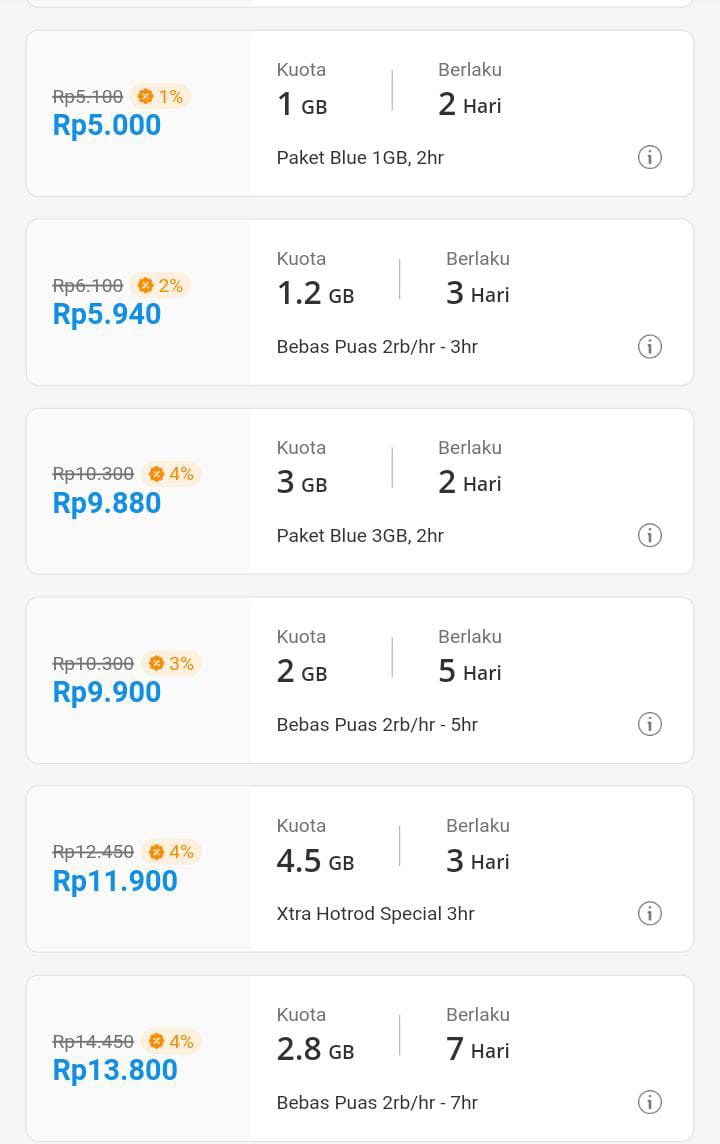 Rp5.100 1%
Rp5.000
Kuota Berlaku
1 GB 2 Hari
Paket Blue 1GB, 2hr
Rp6.100 2%
Rp5.940
Kuota Berlaku
1.2 GB 3 Hari
Bebas Puas 2rb/hr - 3hr
Rp10.300 4%
Rp9.880
Kuota Berlaku
3 GB 2 Hari
Paket Blue 3GB, 2hr
Rp10.300 3%
Rp9.900
Kuota Berlaku
2 GB 5 Hari
Bebas Puas 2rb/hr - 5hr
Rp12.450 4%
Rp11.900
Kuota Berlaku
4.5 GB 3 Hari
Xtra Hotrod Special 3hr
Rp14.450 4%
Rp13.800
Kuota Berlaku
2.8 GB 7 Hari
Bebas Puas 2rb/hr - 7hr